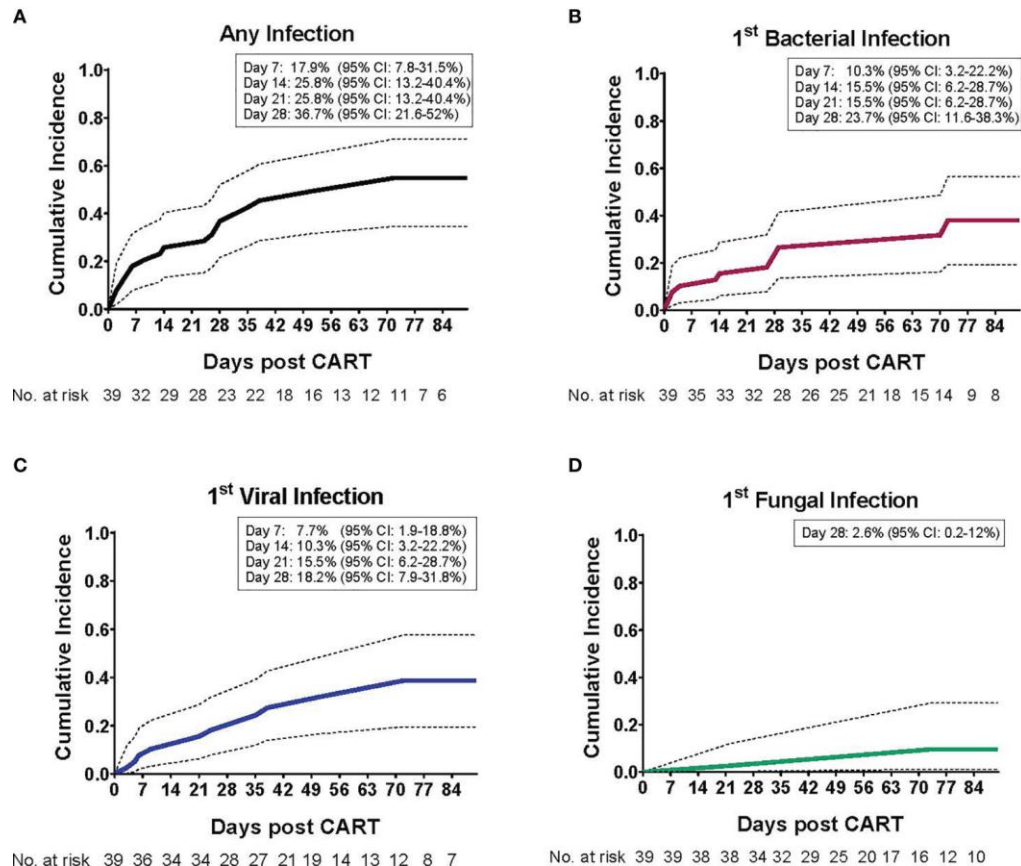 A
Any Infection
Day 7: 17.9% (95% CI: 7.8-31.5%)
Day 14: 25.8% (95% CI: 13.2-40.4%)
Day 21: 25.8% (95% CI: 13.2-40.4%)
Day 28: 36.7% (95% CI: 21.6-52%)
Cumulative Incidence
1.0
0.8
0.6
0.4
0.2
0.0
0 7 14 21 28 35 42 49 56 63 70 77 84
Days post CART
No. at risk 39 32 29 28 23 22 18 16 13 12 11 7 6
B
1st Bacterial Infection
Day 7: 10.3% (95% CI: 3.2-22.2%)
Day 14: 15.5% (95% CI: 6.2-28.7%)
Day 21: 15.5% (95% CI: 6.2-28.7%)
Day 28: 23.7% (95% CI: 11.6-38.3%)
Cumulative Incidence
1.0
0.8
0.6
0.4
0.2
0.0
0 7 14 21 28 35 42 49 56 63 70 77 84
Days post CART
No. at risk 39 35 33 32 28 26 25 21 18 15 14 9 8
C
1st Viral Infection
Day 7: 7.7% (95% CI: 1.9-18.8%)
Day 14: 10.3% (95% CI: 3.2-22.2%)
Day 21: 15.5% (95% CI: 6.2-28.7%)
Day 28: 18.2% (95% CI: 7.9-31.8%)
Cumulative Incidence
1.0
0.8
0.6
0.4
0.2
0.0
0 7 14 21 28 35 42 49 56 63 70 77 84
Days post CART
No. at risk 39 36 34 34 28 27 21 19 14 13 12 8 7
D
1st Fungal Infection
Day 28: 2.6% (95% CI: 0.2-12%)
Cumulative Incidence
1.0
0.8
0.6
0.4
0.2
0.0
0 7 14 21 28 35 42 49 56 63 70 77 84
Days post CART
No. at risk 39 39 38 38 34 32 29 25 20 17 16 12 10